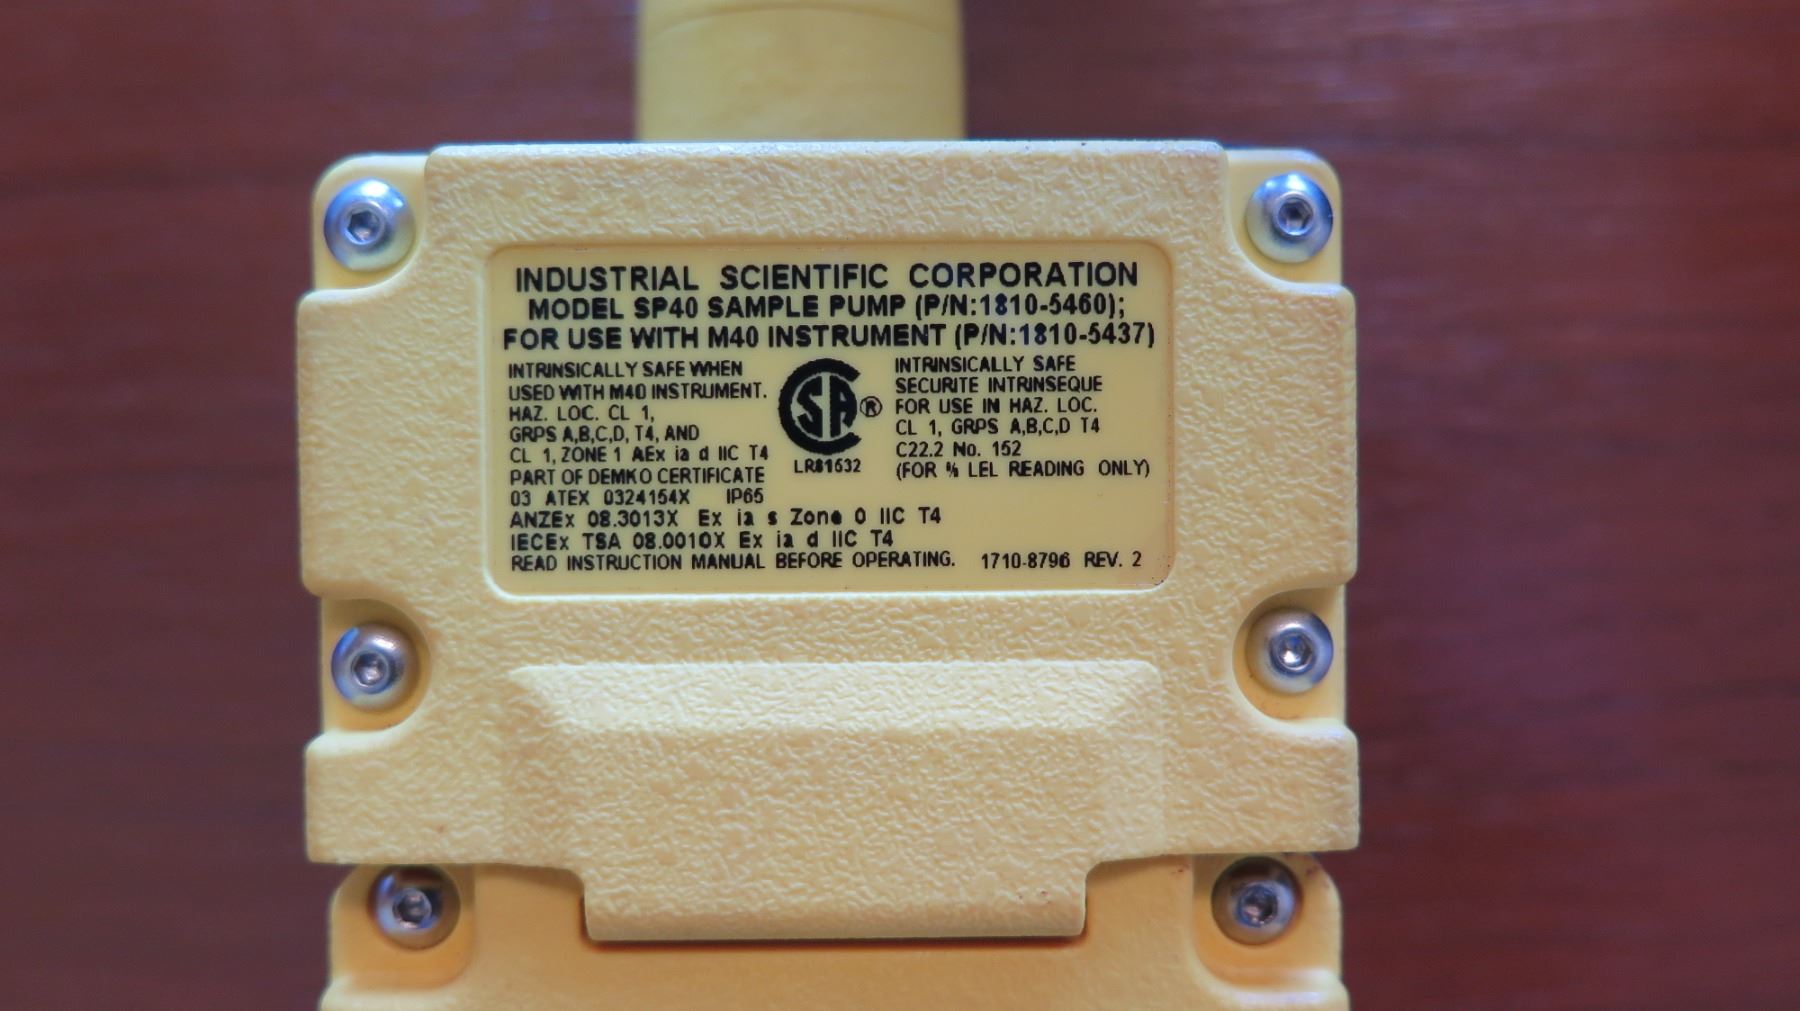 INDUSTRIAL SCIENTIFIC CORPORATION
MODEL SP40 SAMPLE PUMP (P/N:1810-5460);
FOR USE WITH M40 INSTRUMENT (P/N:1810-5437)
INTRINSICALLY SAFE WHEN
USED WITH M40 INSTRUMENT.
HAZ. LOC. CL 1,
GRPS A,B,C,D, T4, AND
CL 1, ZONE 1 AEx ia d IIC T4
PART OF DEMKO CERTIFICATE
03 ATEX 0324154X IP65
ANZEx 08.3013X Ex ia s Zone 0 IIC T4
IECEx TSA 08.0010X Ex ia d IIC T4
READ INSTRUCTION MANUAL BEFORE OPERATING. 1710-8796 REV. 2
CSA®
LR81632
INTRINSICALLY SAFE
SECURITE INTRINSEQUE
FOR USE IN HAZ. LOC.
CL 1, GRPS A,B,C,D T4
C22.2 No. 152
(FOR % LEL READING ONLY)